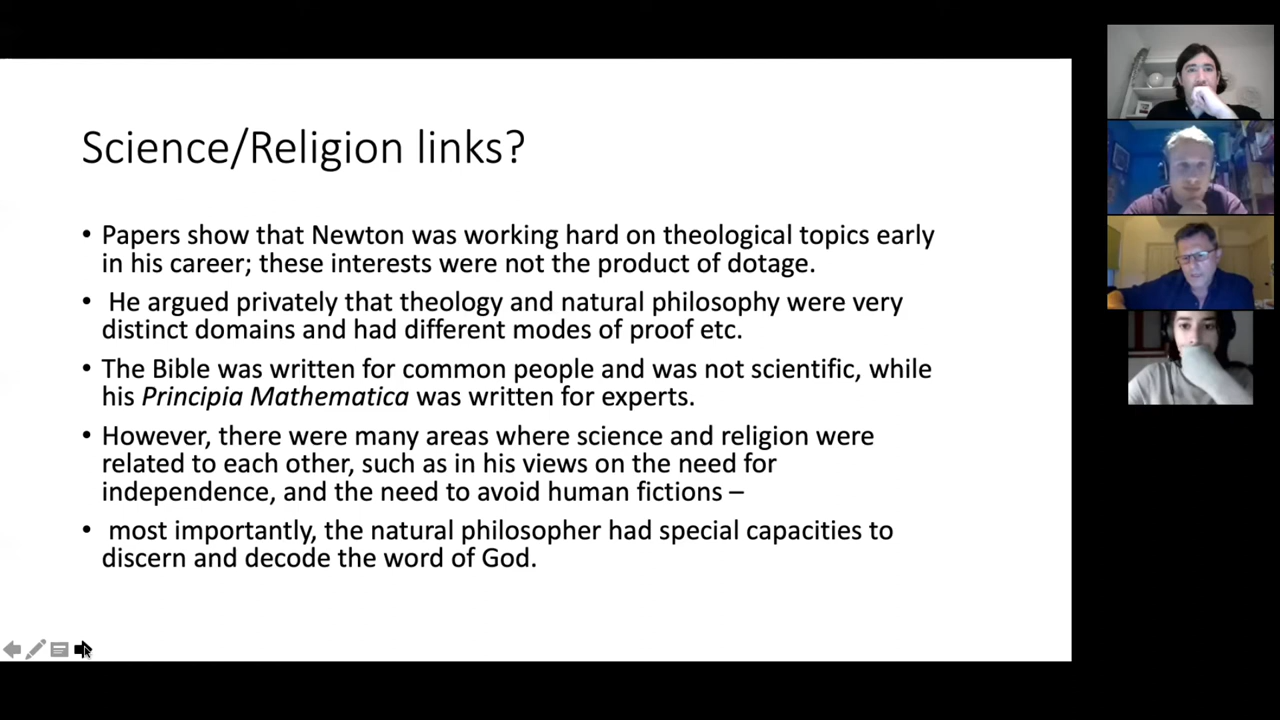 Science/Religion links?
• Papers show that Newton was working hard on theological topics early
in his career; these interests were not the product of dotage.
• He argued privately that theology and natural philosophy were very
distinct domains and had different modes of proof etc.
• The Bible was written for common people and was not scientific, while
his Principia Mathematica was written for experts.
• However, there were many areas where science and religion were
related to each other, such as in his views on the need for
independence, and the need to avoid human fictions –
• most importantly, the natural philosopher had special capacities to
discern and decode the word of God.